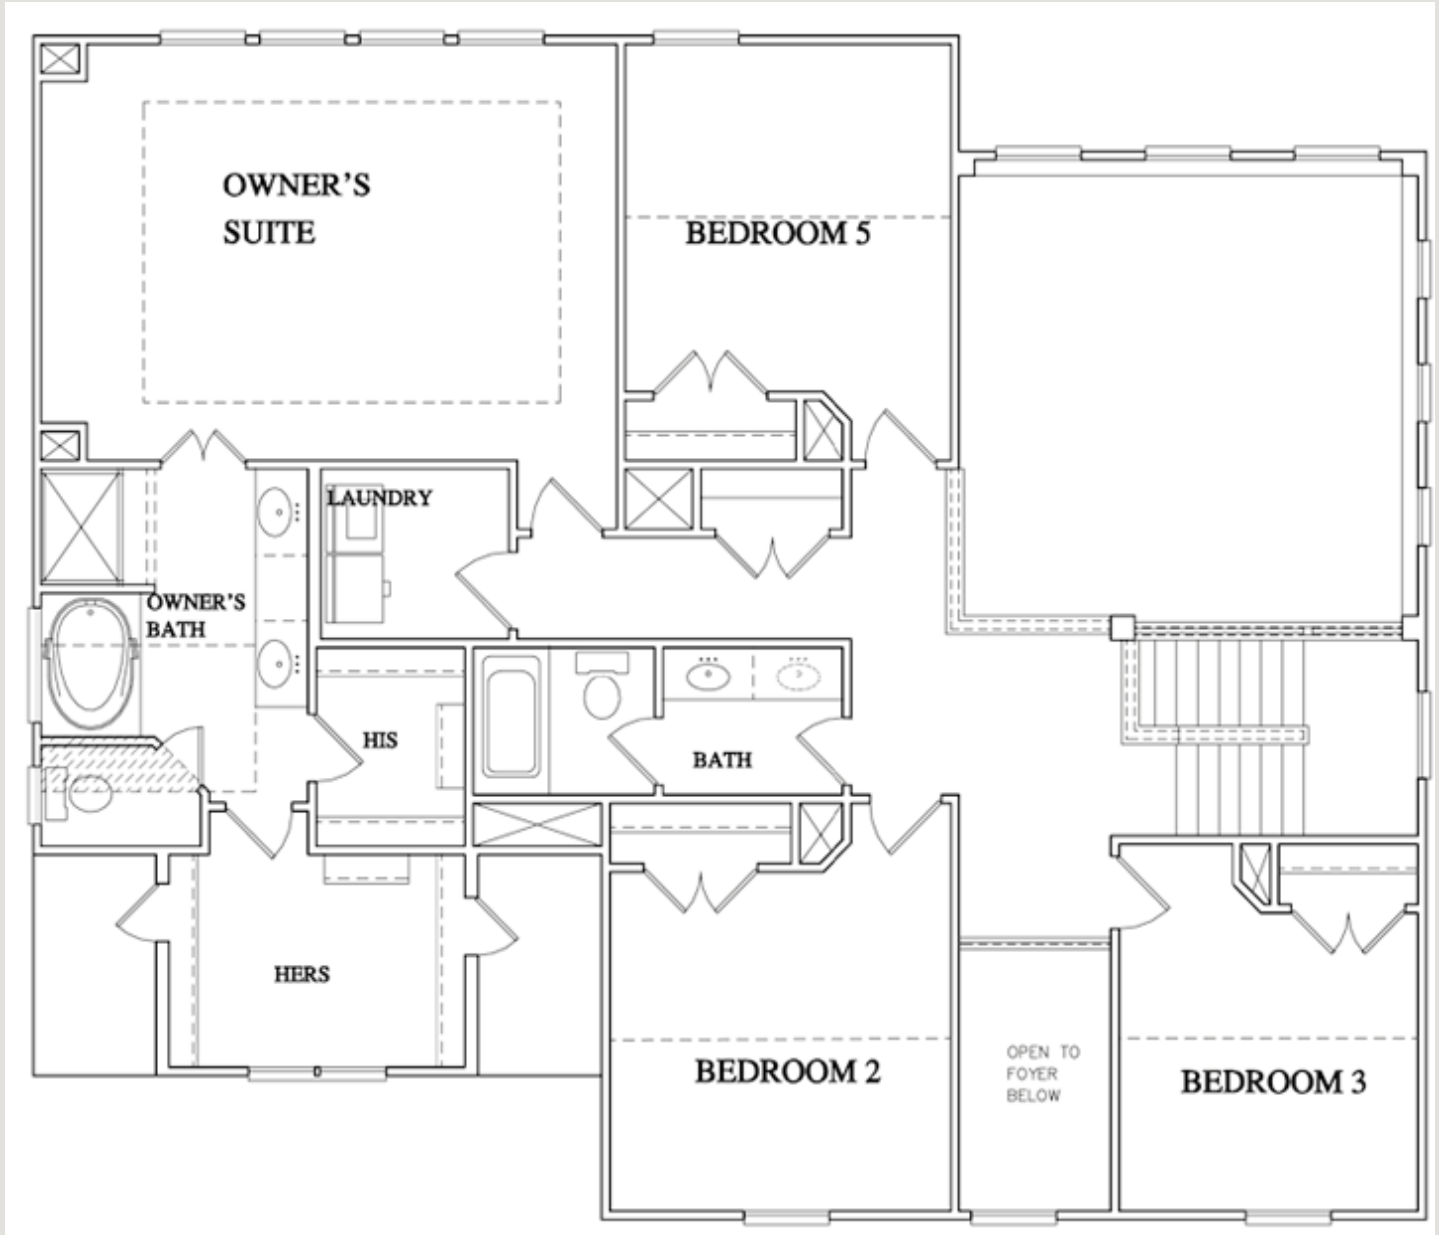 OWNER'S
SUITE
BEDROOM 5
LAUNDRY
OWNER'S
BATH
HIS
BATH
HERS
BEDROOM 2
OPEN TO
FOYER
BELOW
BEDROOM 3